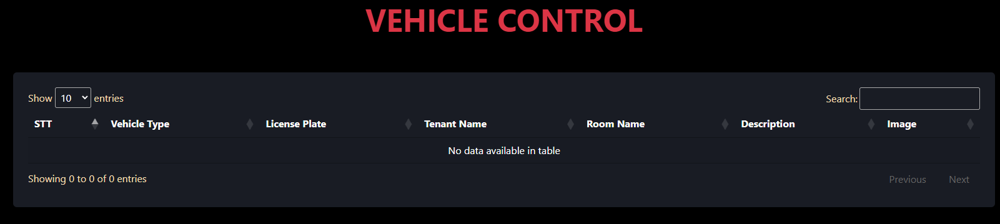 VEHICLE CONTROL
Show 10 entries Search:
STT Vehicle Type License Plate Tenant Name Room Name Description Image
No data available in table
Showing 0 to 0 of 0 entries Previous Next